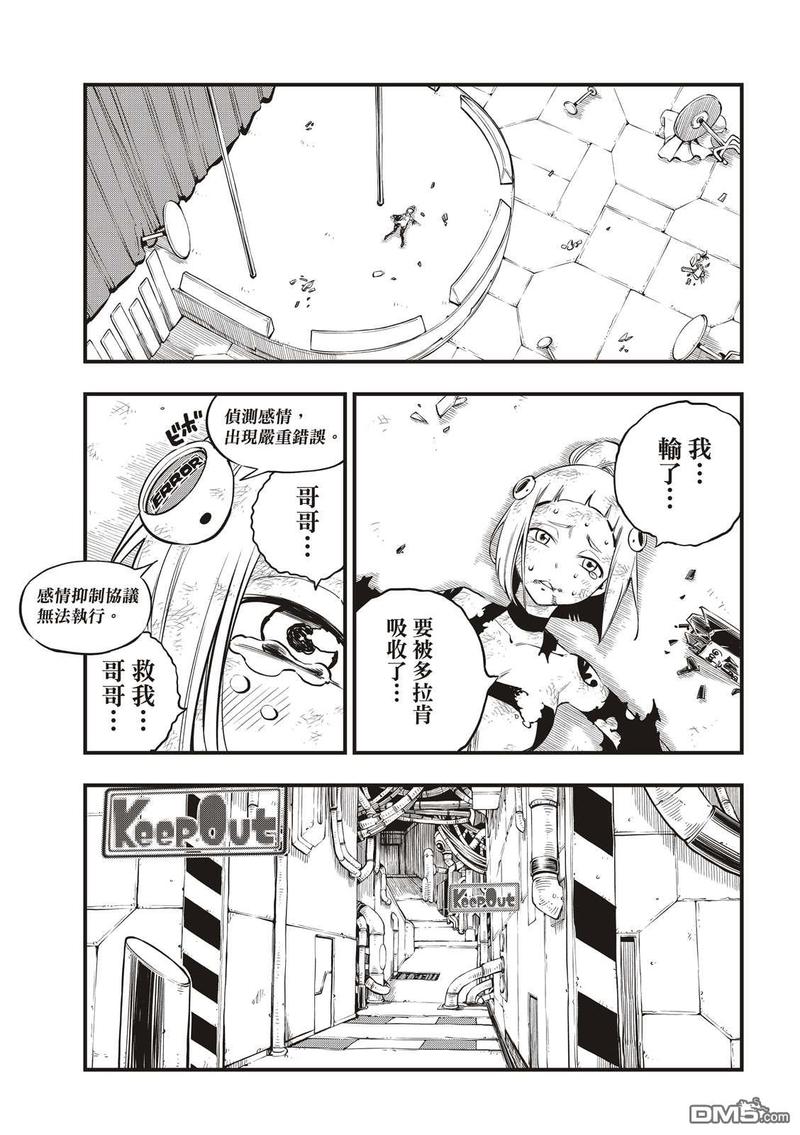 我…
輸了…
要被多拉肯
吸收了…
偵測感情，
出現嚴重錯誤。
ビボ
ERROR
哥哥…
感情抑制協議
無法執行。
救我…
哥哥…
KeepOut
KeepOut
DM5.com